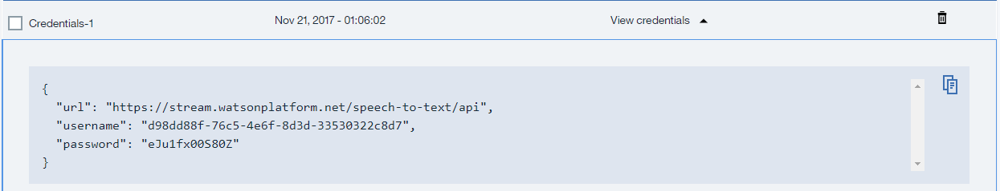 Credentials-1 Nov 21, 2017 - 01:06:02 View credentials
{
"url": "https://stream.watsonplatform.net/speech-to-text/api",
"username": "d98dd88f-76c5-4e6f-8d3d-33530322c8d7",
"password": "eJu1fx00S80Z"
}